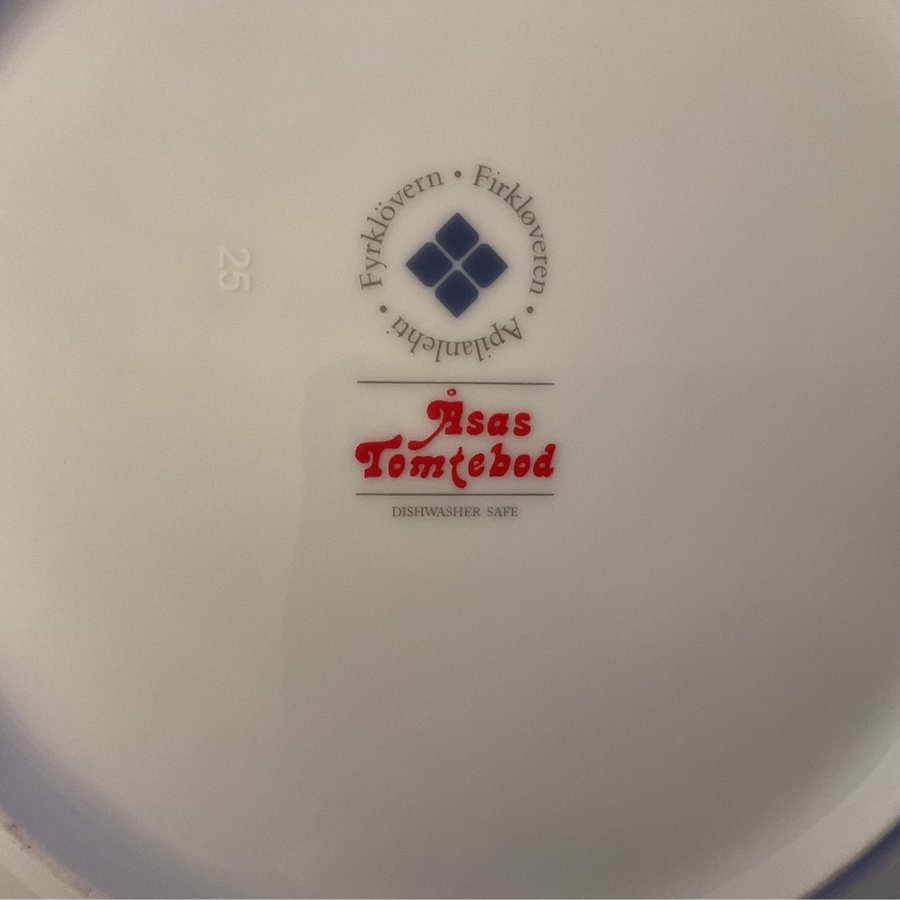 Fyrklövern • Firkløveren • Apilanlehti •
Åsas
Tomtebod
DISHWASHER SAFE
25